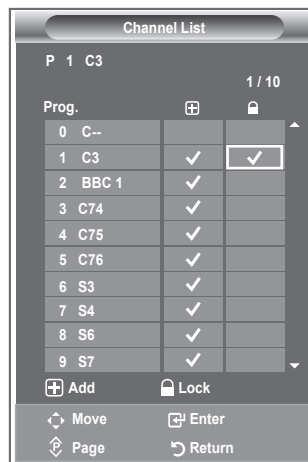 Channel List
P 1 C3
1 / 10
Prog.
0 C--
1 C3
2 BBC 1
3 C74
4 C75
5 C76
6 S3
7 S4
8 S6
9 S7
Add Lock
Move Enter
Page Return